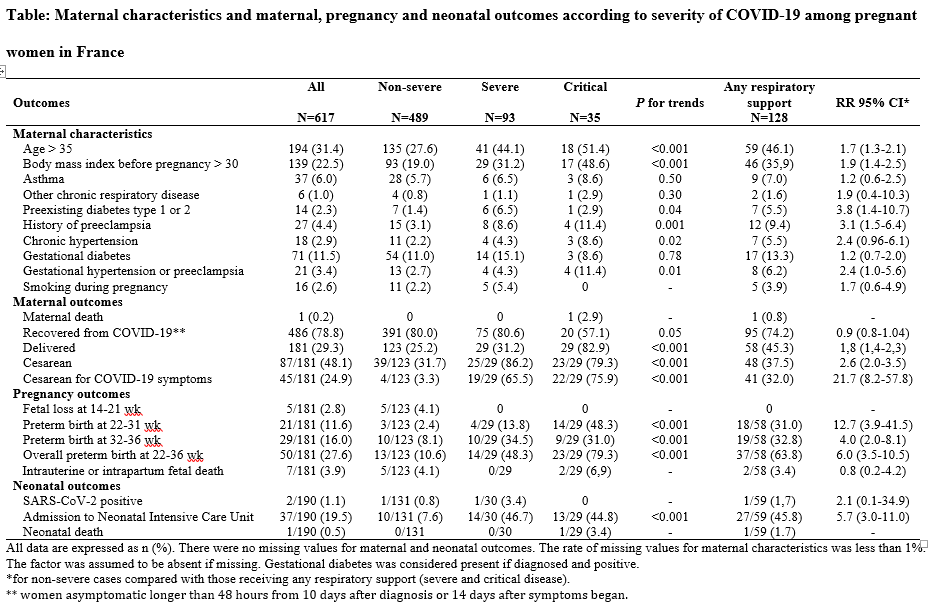 Table: Maternal characteristics and maternal, pregnancy and neonatal outcomes according to severity of COVID-19 among pregnant
women in France
Outcomes All N=617 Non-severe N=489 Severe N=93 Critical N=35 P for trends Any respiratory support N=128 RR 95% CI*
Maternal characteristics
Age > 35 194 (31.4) 135 (27.6) 41 (44.1) 18 (51.4) <0.001 59 (46.1) 1.7 (1.3-2.1)
Body mass index before pregnancy > 30 139 (22.5) 93 (19.0) 29 (31.2) 17 (48.6) <0.001 46 (35,9) 1.9 (1.4-2.5)
Asthma 37 (6.0) 28 (5.7) 6 (6.5) 3 (8.6) 0.50 9 (7.0) 1.2 (0.6-2.5)
Other chronic respiratory disease 6 (1.0) 4 (0.8) 1 (1.1) 1 (2.9) 0.30 2 (1.6) 1.9 (0.4-10.3)
Preexisting diabetes type 1 or 2 14 (2.3) 7 (1.4) 6 (6.5) 1 (2.9) 0.04 7 (5.5) 3.8 (1.4-10.7)
History of preeclampsia 27 (4.4) 15 (3.1) 8 (8.6) 4 (11.4) 0.001 12 (9.4) 3.1 (1.5-6.4)
Chronic hypertension 18 (2.9) 11 (2.2) 4 (4.3) 3 (8.6) 0.02 7 (5.5) 2.4 (0.96-6.1)
Gestational diabetes 71 (11.5) 54 (11.0) 14 (15.1) 3 (8.6) 0.78 17 (13.3) 1.2 (0.7-2.0)
Gestational hypertension or preeclampsia 21 (3.4) 13 (2.7) 4 (4.3) 4 (11.4) 0.01 8 (6.2) 2.4 (1.0-5.6)
Smoking during pregnancy 16 (2.6) 11 (2.2) 5 (5.4) 0 - 5 (3.9) 1.7 (0.6-4.9)
Maternal outcomes
Maternal death 1 (0.2) 0 0 1 (2.9) - 1 (0.8) -
Recovered from COVID-19** 486 (78.8) 391 (80.0) 75 (80.6) 20 (57.1) 0.05 95 (74.2) 0.9 (0.8-1.04)
Delivered 181 (29.3) 123 (25.2) 29 (31.2) 29 (82.9) <0.001 58 (45.3) 1,8 (1,4-2,3)
Cesarean 87/181 (48.1) 39/123 (31.7) 25/29 (86.2) 23/29 (79.3) <0.001 48 (37.5) 2.6 (2.0-3.5)
Cesarean for COVID-19 symptoms 45/181 (24.9) 4/123 (3.3) 19/29 (65.5) 22/29 (75.9) <0.001 41 (32.0) 21.7 (8.2-57.8)
Pregnancy outcomes
Fetal loss at 14-21 wk 5/181 (2.8) 5/123 (4.1) 0 0 - 0 -
Preterm birth at 22-31 wk 21/181 (11.6) 3/123 (2.4) 4/29 (13.8) 14/29 (48.3) <0.001 18/58 (31.0) 12.7 (3.9-41.5)
Preterm birth at 32-36 wk 29/181 (16.0) 10/123 (8.1) 10/29 (34.5) 9/29 (31.0) <0.001 19/58 (32.8) 4.0 (2.0-8.1)
Overall preterm birth at 22-36 wk 50/181 (27.6) 13/123 (10.6) 14/29 (48.3) 23/29 (79.3) <0.001 37/58 (63.8) 6.0 (3.5-10.5)
Intrauterine or intrapartum fetal death 7/181 (3.9) 5/123 (4.1) 0/29 2/29 (6,9) - 2/58 (3.4) 0.8 (0.2-4.2)
Neonatal outcomes
SARS-CoV-2 positive 2/190 (1.1) 1/131 (0.8) 1/30 (3.4) 0 - 1/59 (1,7) 2.1 (0.1-34.9)
Admission to Neonatal Intensive Care Unit 37/190 (19.5) 10/131 (7.6) 14/30 (46.7) 13/29 (44.8) <0.001 27/59 (45.8) 5.7 (3.0-11.0)
Neonatal death 1/190 (0.5) 0/131 0/30 1/29 (3.4) 1/59 (1.7) -
All data are expressed as n (%). There were no missing values for maternal and neonatal outcomes. The rate of missing values for maternal characteristics was less than 1%.
The factor was assumed to be absent if missing. Gestational diabetes was considered present if diagnosed and positive.
*for non-severe cases compared with those receiving any respiratory support (severe and critical disease).
** women asymptomatic longer than 48 hours from 10 days after diagnosis or 14 days after symptoms began.